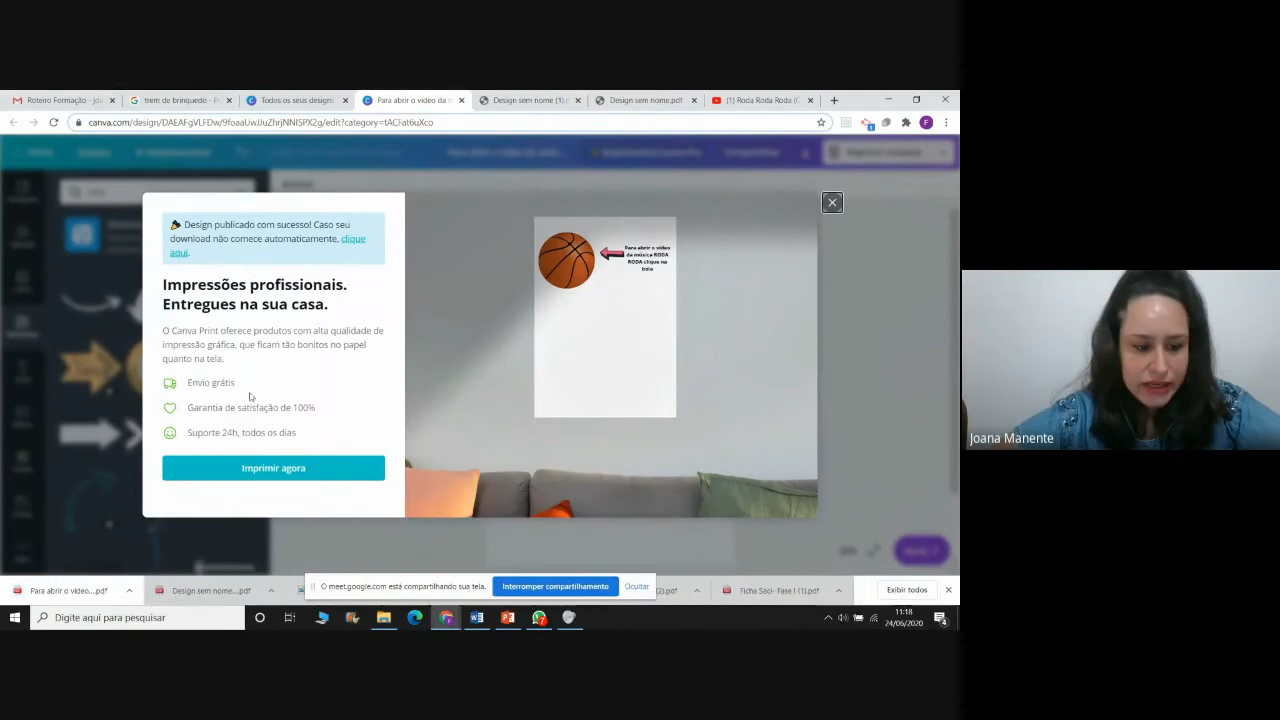 Roteiro Formação - joa
trem de brinquedo - P
Todos os seus design
Para abrir o vídeo da m
Design sem nome (1).p
Design sem nome.pdf
(1) Roda Roda Roda (C
canva.com/design/DAEAFgVLFDw/9foaaUwJJuZhrjNNISPX2g/edit?category=tACFat6uXco
Design publicado com sucesso! Caso seu
download não comece automaticamente, clique
aqui.
Impressões profissionais.
Entregues na sua casa.
O Canva Print oferece produtos com alta qualidade de
impressão gráfica, que ficam tão bonitos no papel
quanto na tela.
Envio grátis
Garantia de satisfação de 100%
Suporte 24h, todos os dias
Imprimir agora
Para abrir o vídeo
da música RODA
RODA clique na
bola
Joana Manente
Para abrir o vídeo....pdf
Design sem nome....pdf
O meet.google.com está compartilhando sua tela.
Interromper compartilhamento
Ocultar
(2).pdf
Ficha Saci- Fase I (1).pdf
Exibir todos
Digite aqui para pesquisar
7
11:18
24/06/2020
4